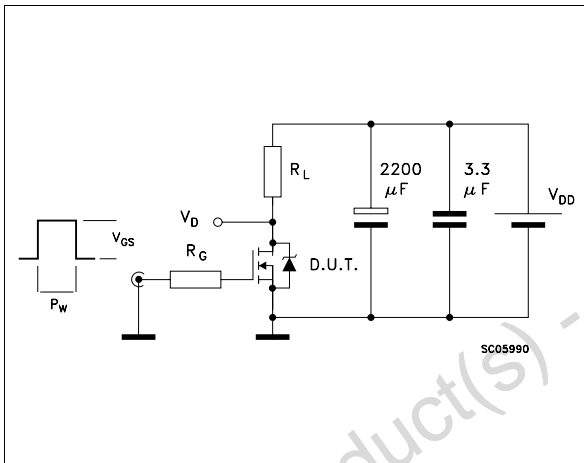 R_L
2200 μF
3.3 μF
V_DD
V_D
V_GS
R_G
D.U.T.
P_W
SC05990
duct(s) -